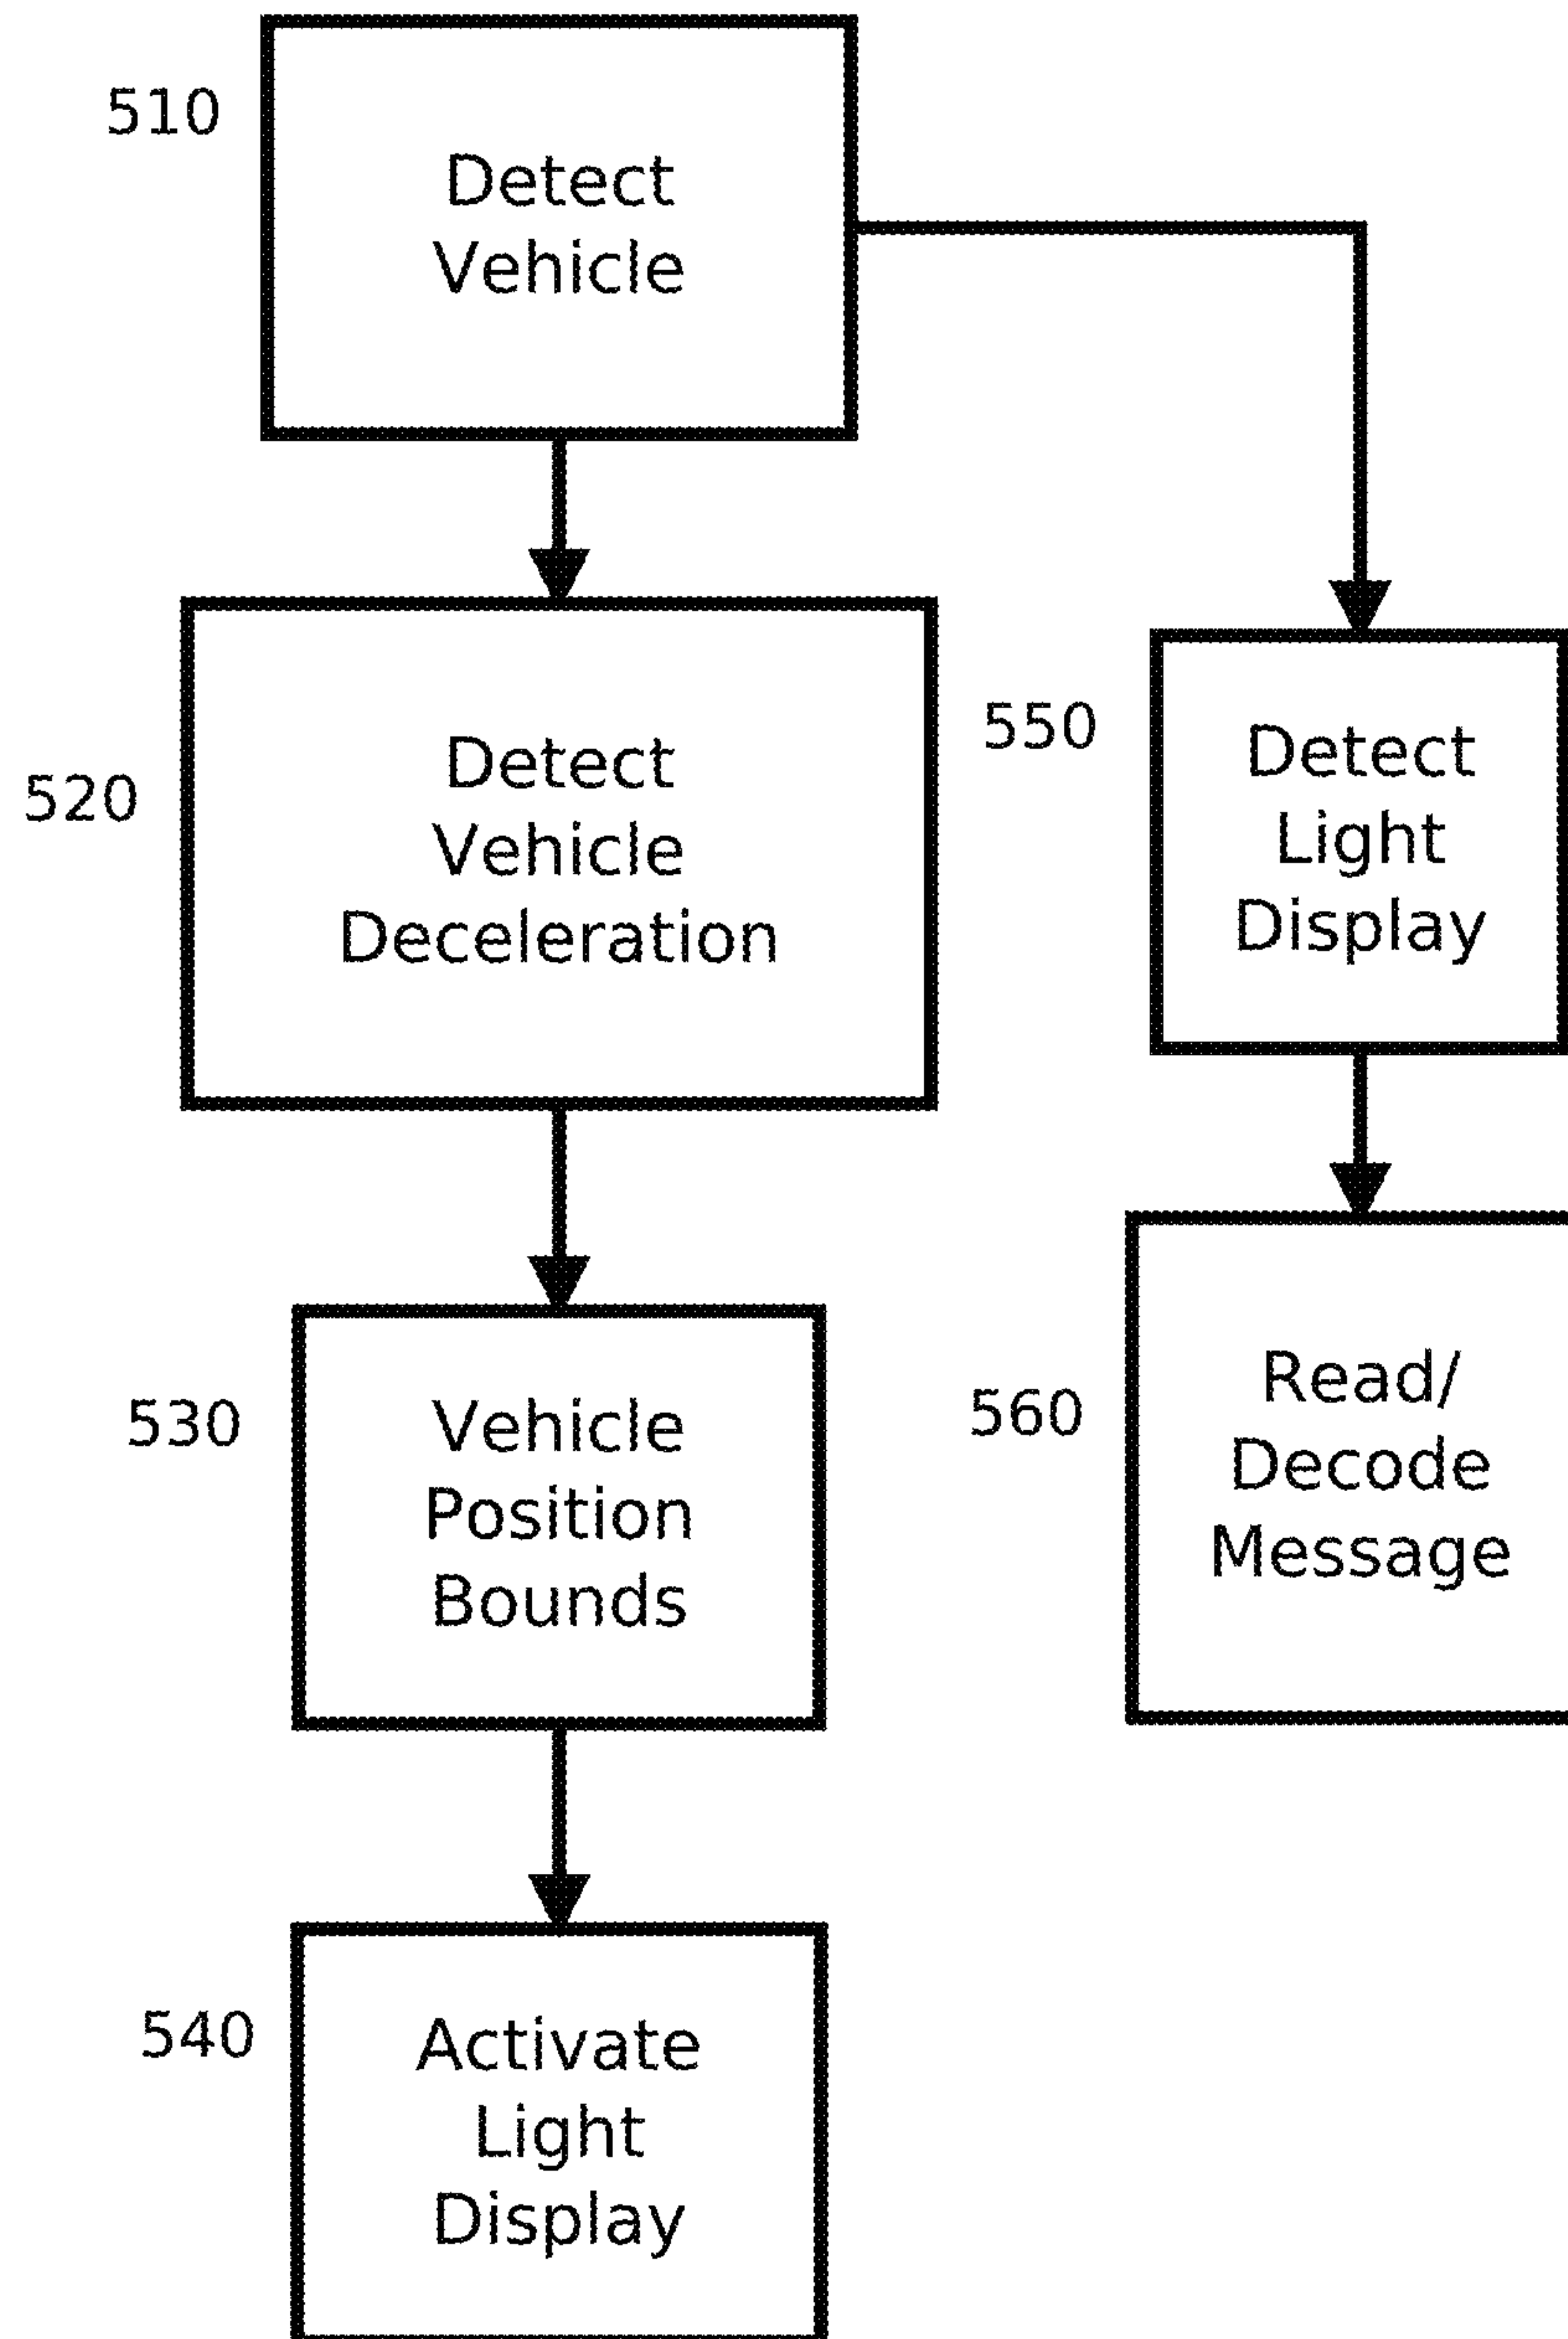 510
Detect
Vehicle
520
Detect
Vehicle
Deceleration
530
Vehicle
Position
Bounds
540
Activate
Light
Display
550
Detect
Light
Display
560
Read/
Decode
Message